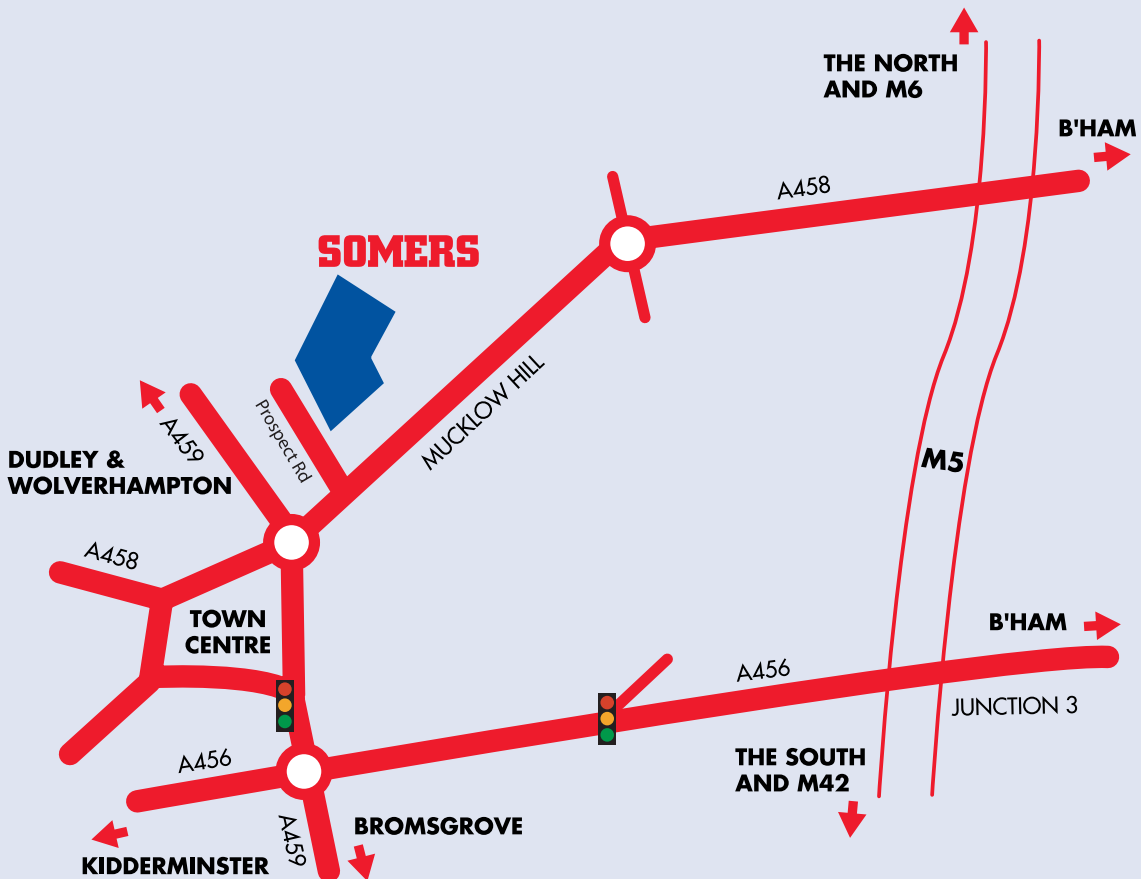 THE NORTH
AND M6
B'HAM
A458
SOMERS
MUCKLOW HILL
Prospect Rd
A459
DUDLEY &
WOLVERHAMPTON
M5
A458
TOWN
CENTRE
B'HAM
A456
JUNCTION 3
A456
THE SOUTH
AND M42
A459
BROMSGROVE
KIDDERMINSTER